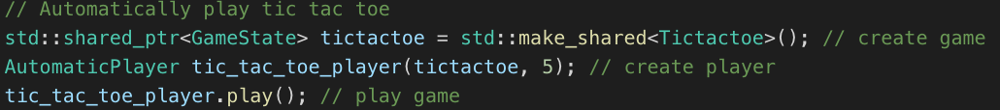 // Automatically play tic tac toe
std::shared_ptr<GameState> tictactoe = std::make_shared<Tictactoe>(); // create game
AutomaticPlayer tic_tac_toe_player(tictactoe, 5); // create player
tic_tac_toe_player.play(); // play game